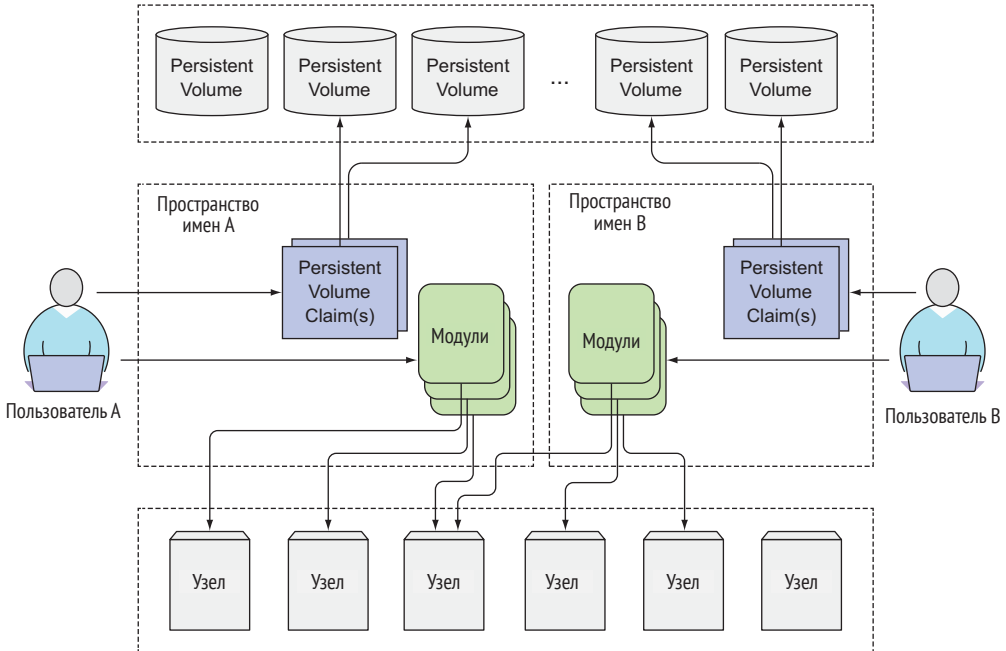 Persistent
Volume
Persistent
Volume
Persistent
Volume
...
Persistent
Volume
Persistent
Volume
Пространство
имен A
Пространство
имен B
Persistent
Volume
Claim(s)
Persistent
Volume
Claim(s)
Модули
Модули
Пользователь A
Пользователь B
Узел
Узел
Узел
Узел
Узел
Узел